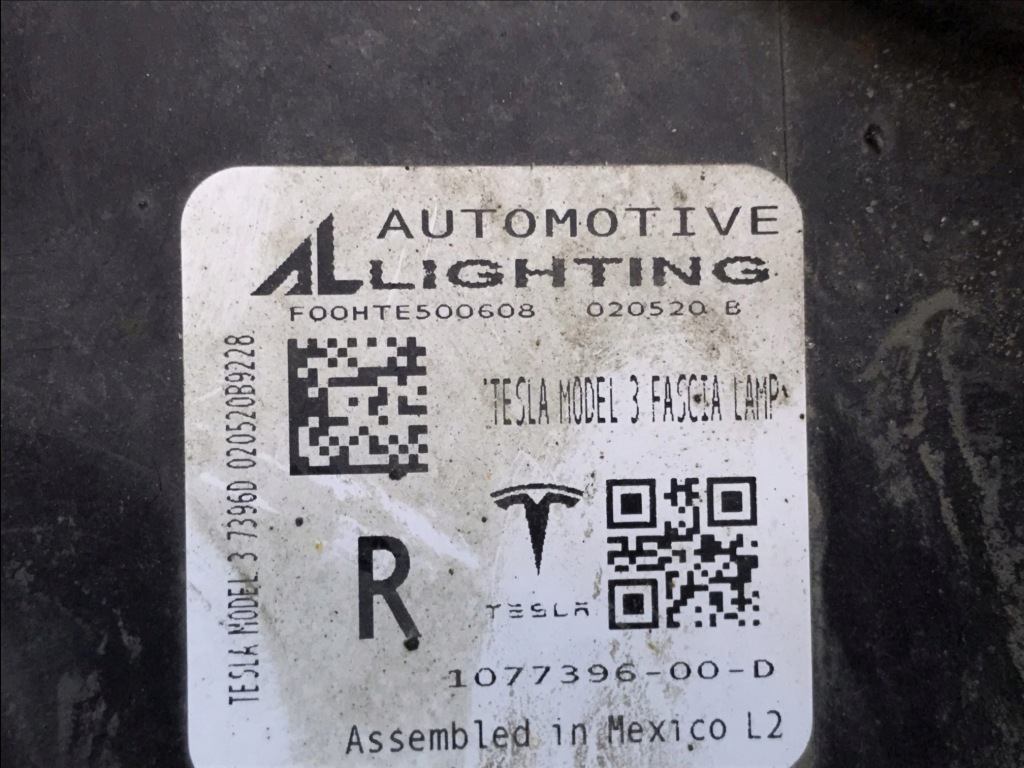 AUTOMOTIVE
AL LIGHTING
F00HTE500608 020520 B
TESLA MODEL 3 FASCIA LAMP
TESLA MODEL 3 7396D 020520B9228
R
TESLA
1077396-00-D
Assembled in Mexico L2